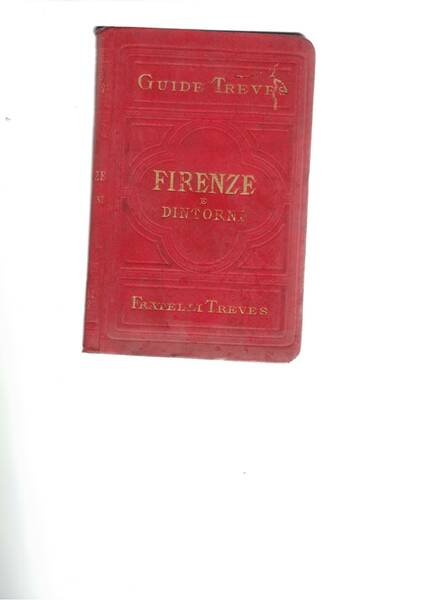 GUIDE TREVES
FIRENZE
E
DINTORNI
FRATELLI TREVES